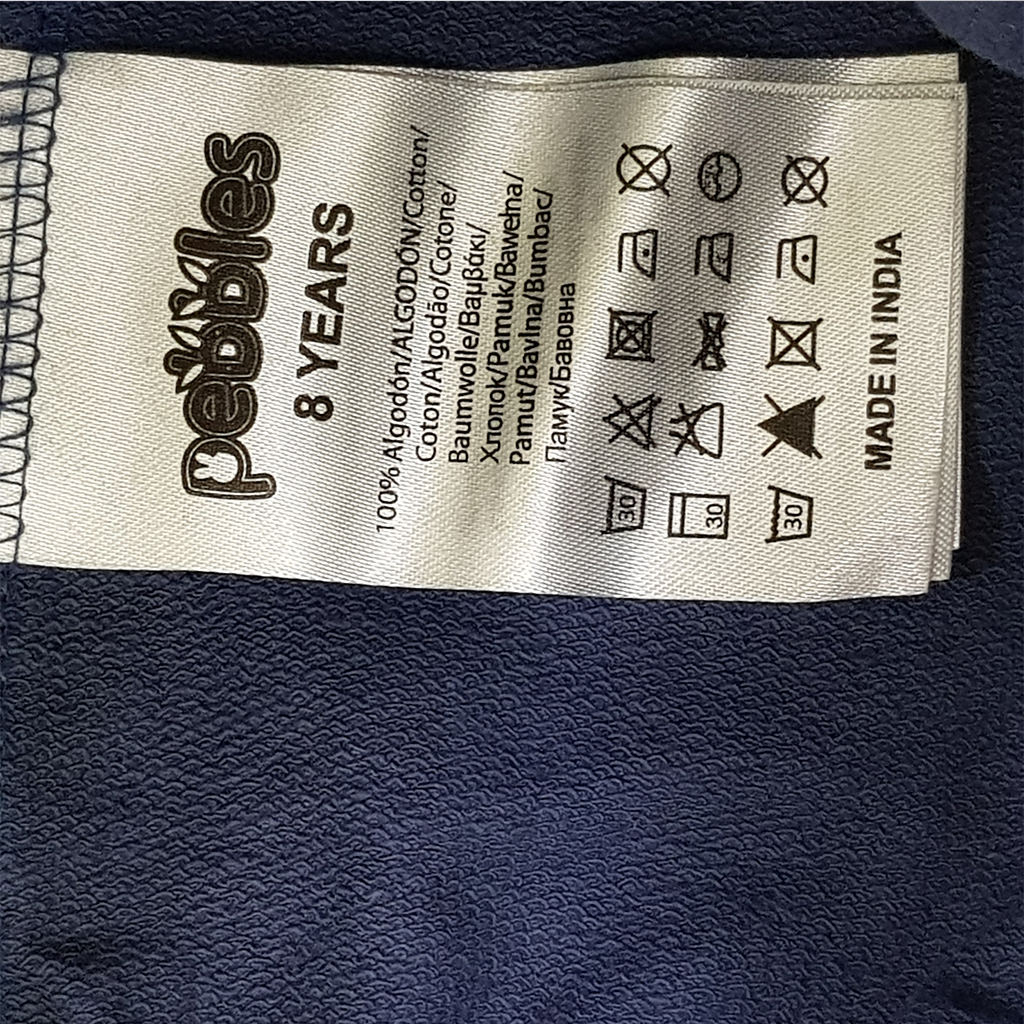 pebbles
8 YEARS
100% Algodón/ALGODÓN/Cotton/
Coton/Algodão/Cotone/
Baumwolle/Βαμβάκι/
Хлопок/Pamuk/Bawełna/
Pamut/Bavlna/Bumbac/
Памук/Бавовна
30
30
30
MADE IN INDIA